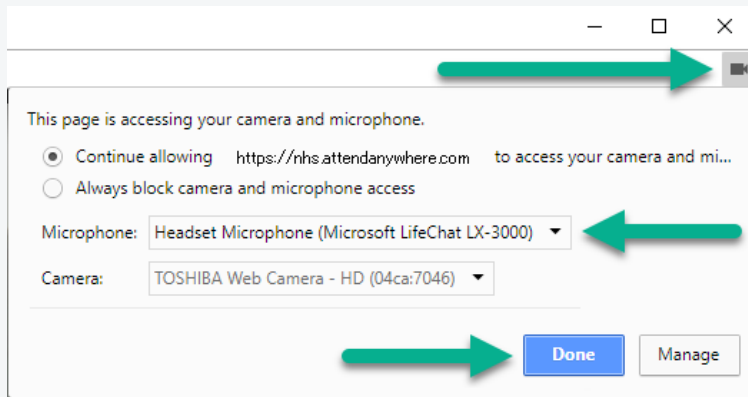 This page is accessing your camera and microphone.
Continue allowing https://nhs.attendanywhere.com to access your camera and mi...
Always block camera and microphone access
Microphone: Headset Microphone (Microsoft LifeChat LX-3000)
Camera: TOSHIBA Web Camera - HD (04ca:7046)
Done Manage